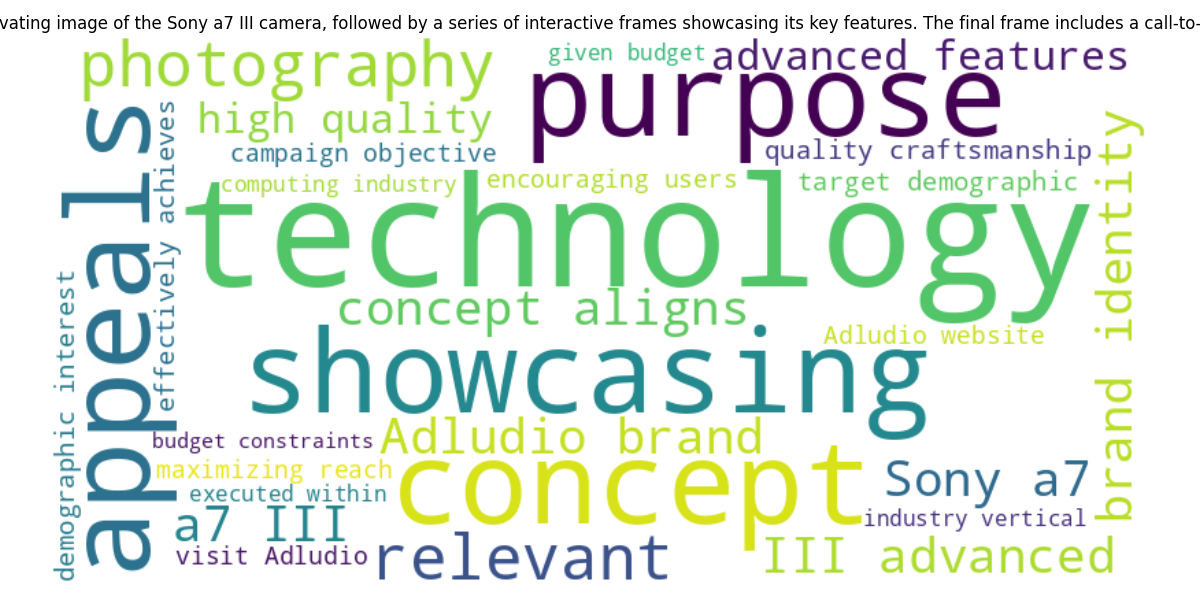 vating image of the Sony a7 III camera, followed by a series of interactive frames showcasing its key features. The final frame includes a call-to-
photography
given budget
advanced features
purpose
high quality
campaign objective
quality craftsmanship
computing industry
encouraging users
target demographic
technology
appeals
effectively achieves
demographic interest
brand identity
concept aligns
Adludio website
showcasing
budget constraints
Adludio brand
maximizing reach
concept
Sony a7
executed within
a7 III
industry vertical
visit Adludio
relevant
III advanced